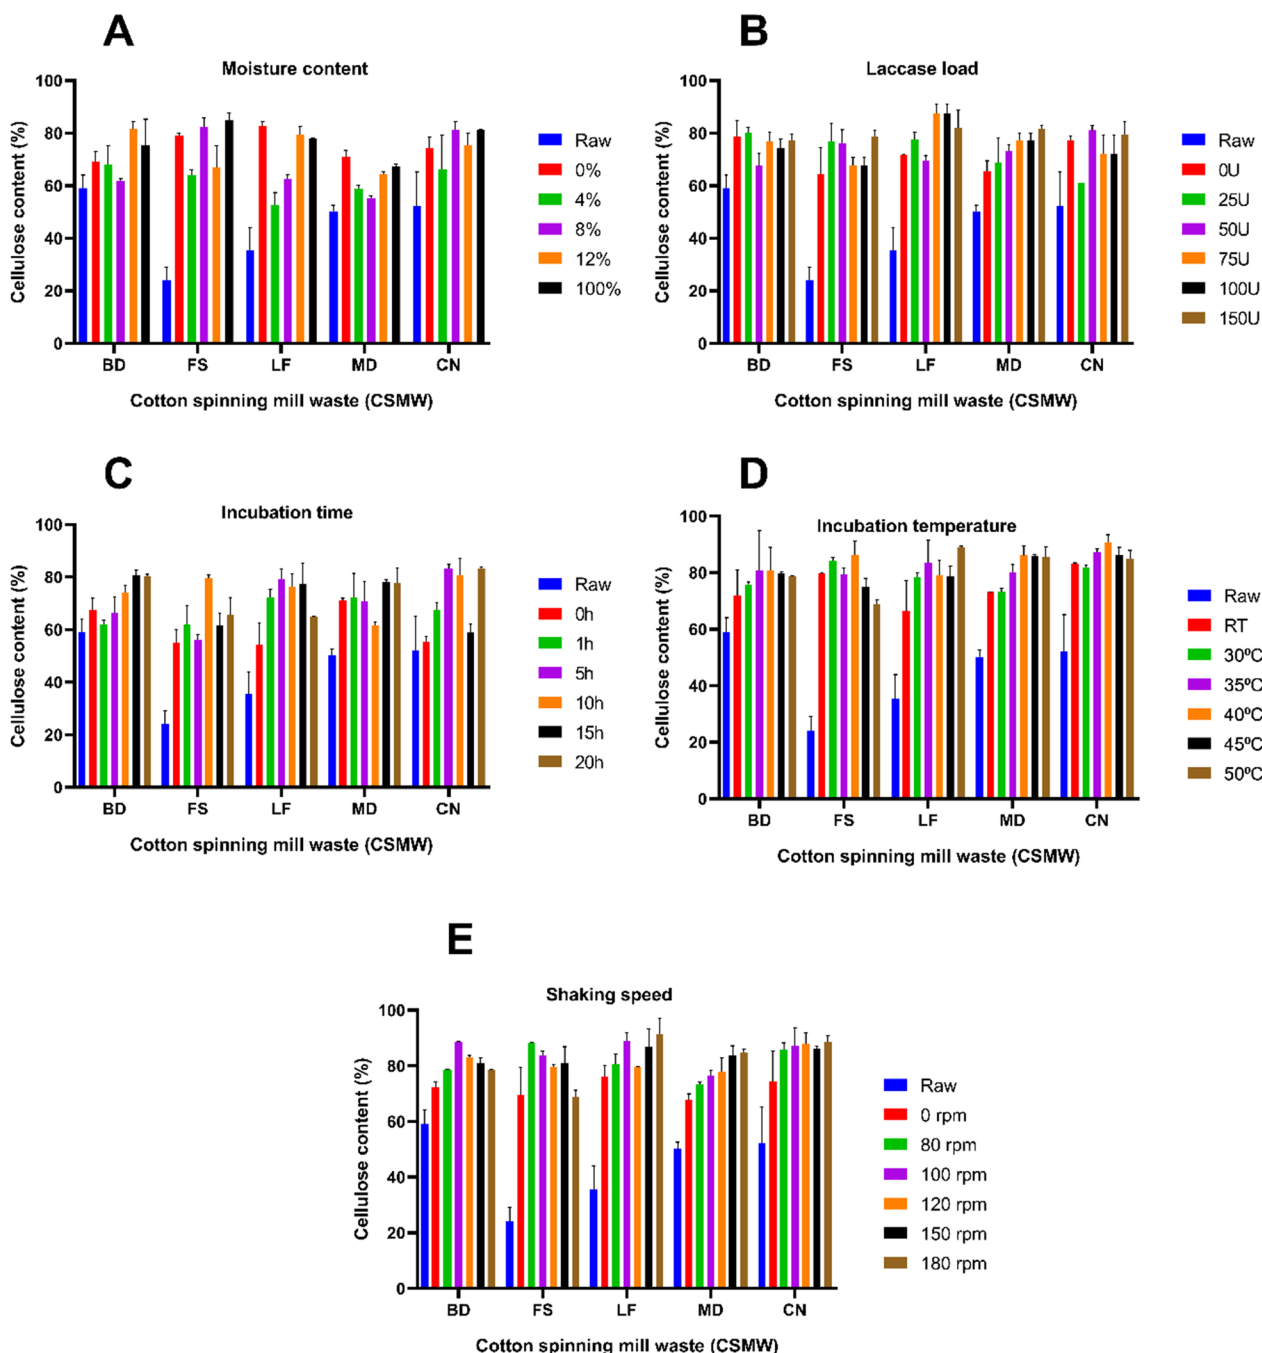 A
Moisture content
Cellulose content (%)
100
80
60
40
20
0
BD FS LF MD CN
Cotton spinning mill waste (CSMW)
Raw
0%
4%
8%
12%
100%
B
Laccase load
Cellulose content (%)
100
80
60
40
20
0
BD FS LF MD CN
Cotton spinning mill waste (CSMW)
Raw
0U
25U
50U
75U
100U
150U
C
Incubation time
Cellulose content (%)
100
80
60
40
20
0
BD FS LF MD CN
Cotton spinning mill waste (CSMW)
Raw
0h
1h
5h
10h
15h
20h
D
Incubation temperature
Cellulose content (%)
100
80
60
40
20
0
BD FS LF MD CN
Cotton spinning mill waste (CSMW)
Raw
RT
30ºC
35ºC
40ºC
45ºC
50ºC
E
Shaking speed
Cellulose content (%)
100
80
60
40
20
0
BD FS LF MD CN
Cotton spinning mill waste (CSMW)
Raw
0 rpm
80 rpm
100 rpm
120 rpm
150 rpm
180 rpm